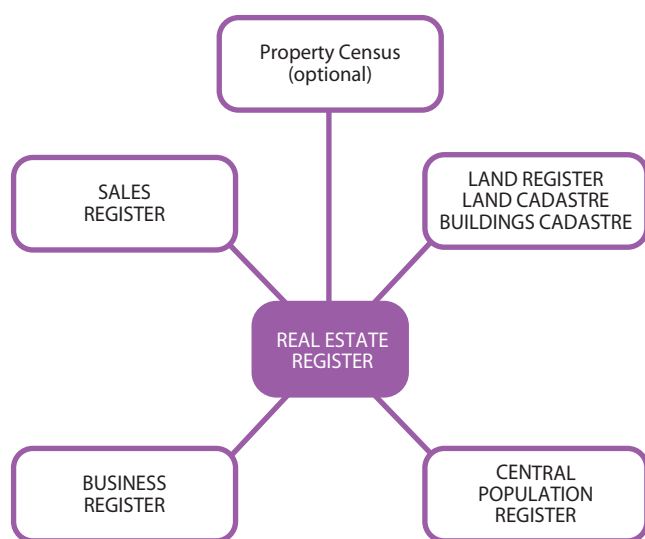 Property Census
(optional)
SALES
REGISTER
LAND REGISTER
LAND CADASTRE
BUILDINGS CADASTRE
REAL ESTATE
REGISTER
BUSINESS
REGISTER
CENTRAL
POPULATION
REGISTER